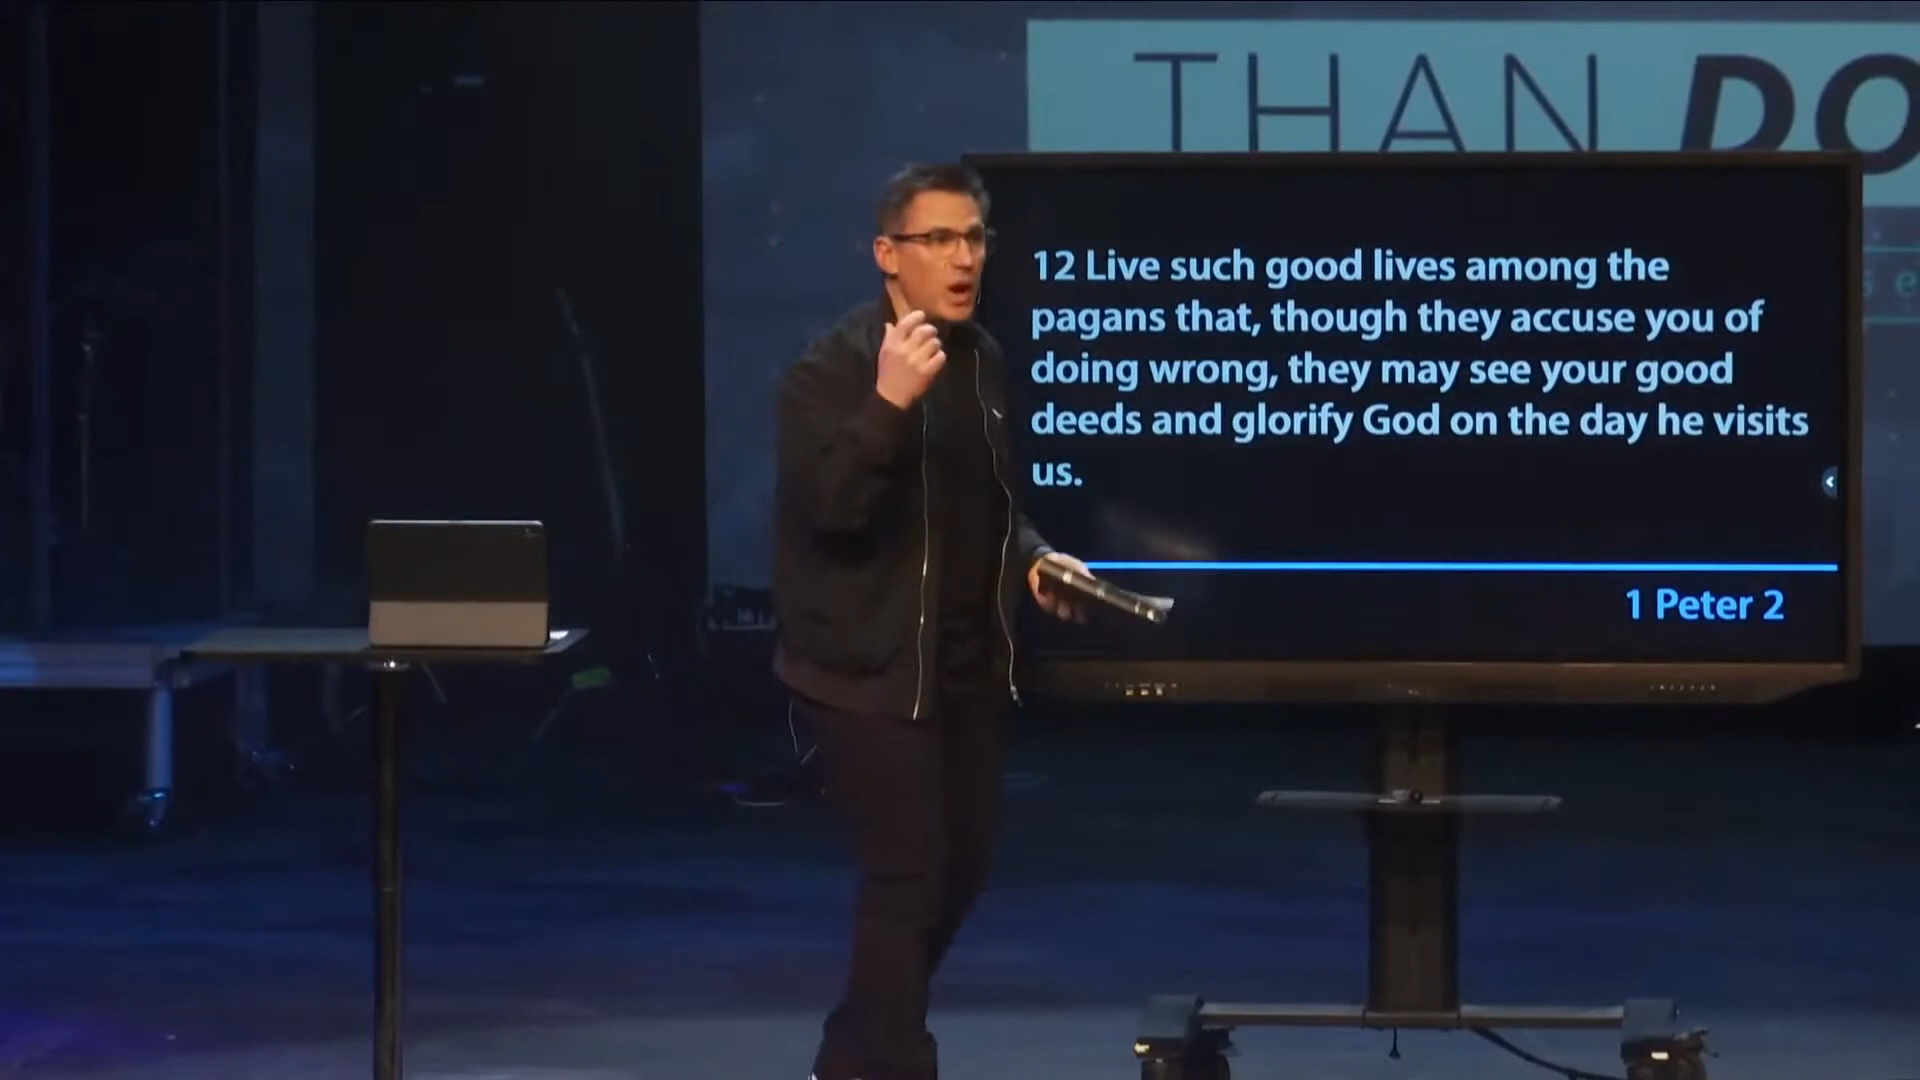 THAN DO
12 Live such good lives among the
pagans that, though they accuse you of
doing wrong, they may see your good
deeds and glorify God on the day he visits
us.
1 Peter 2